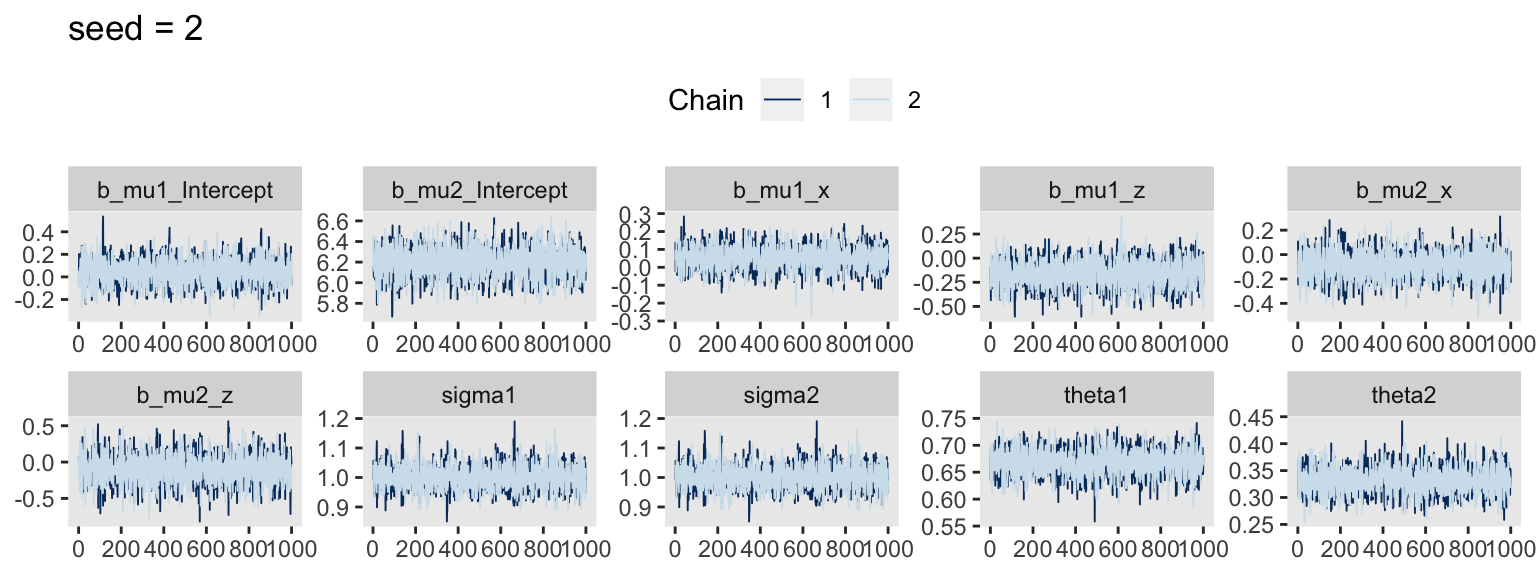 seed = 2
Chain 1 2
b_mu1_Intercept b_mu2_Intercept b_mu1_x b_mu1_z b_mu2_x
0.4 0.2 0.0 -0.2
6.6 6.4 6.2 6.0 5.8
0.3 0.2 0.1 0.0 -0.1 -0.2 -0.3
0.25 0.00 -0.25 -0.50
0.2 0.0 -0.2 -0.4
0 200 400 600 800 1000 0 200 400 600 800 1000 0 200 400 600 800 1000 0 200 400 600 800 1000 0 200 400 600 800 1000
b_mu2_z sigma1 sigma2 theta1 theta2
0.5 0.0 -0.5
1.2 1.1 1.0 0.9
1.2 1.1 1.0 0.9
0.75 0.70 0.65 0.60 0.55
0.45 0.40 0.35 0.30 0.25
0 200 400 600 800 1000 0 200 400 600 800 1000 0 200 400 600 800 1000 0 200 400 600 800 1000 0 200 400 600 800 1000